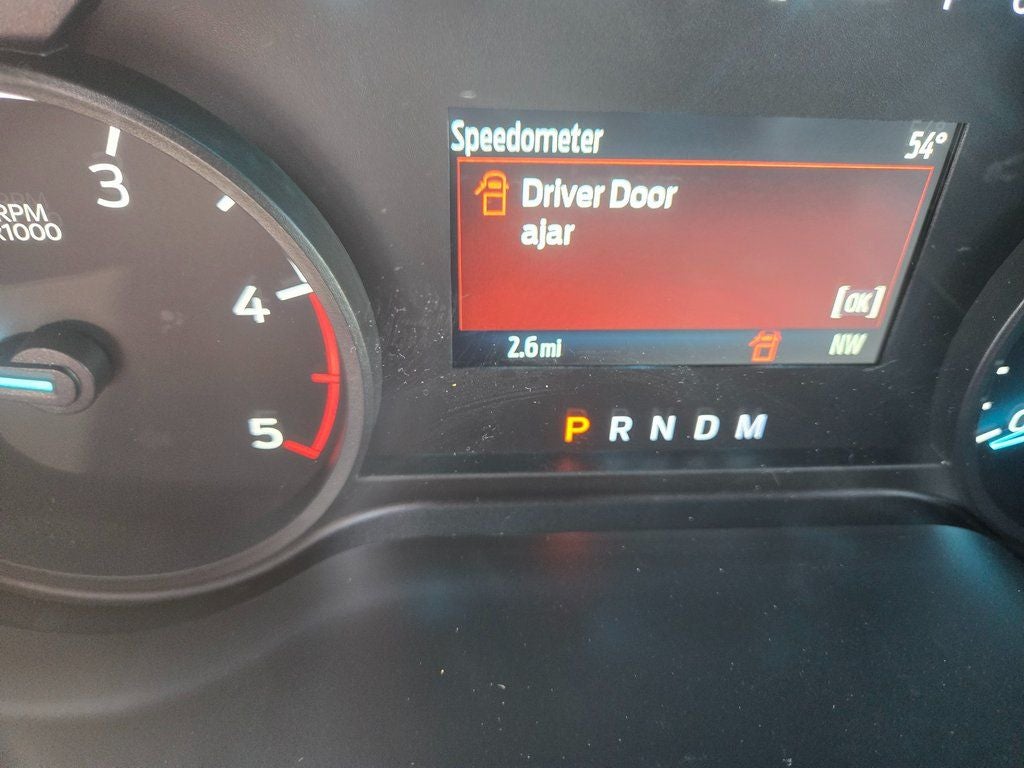 Speedometer 54°
Driver Door
ajar
[OK]
2.6mi NW
P R N D M
3
RPM
x1000
4
5